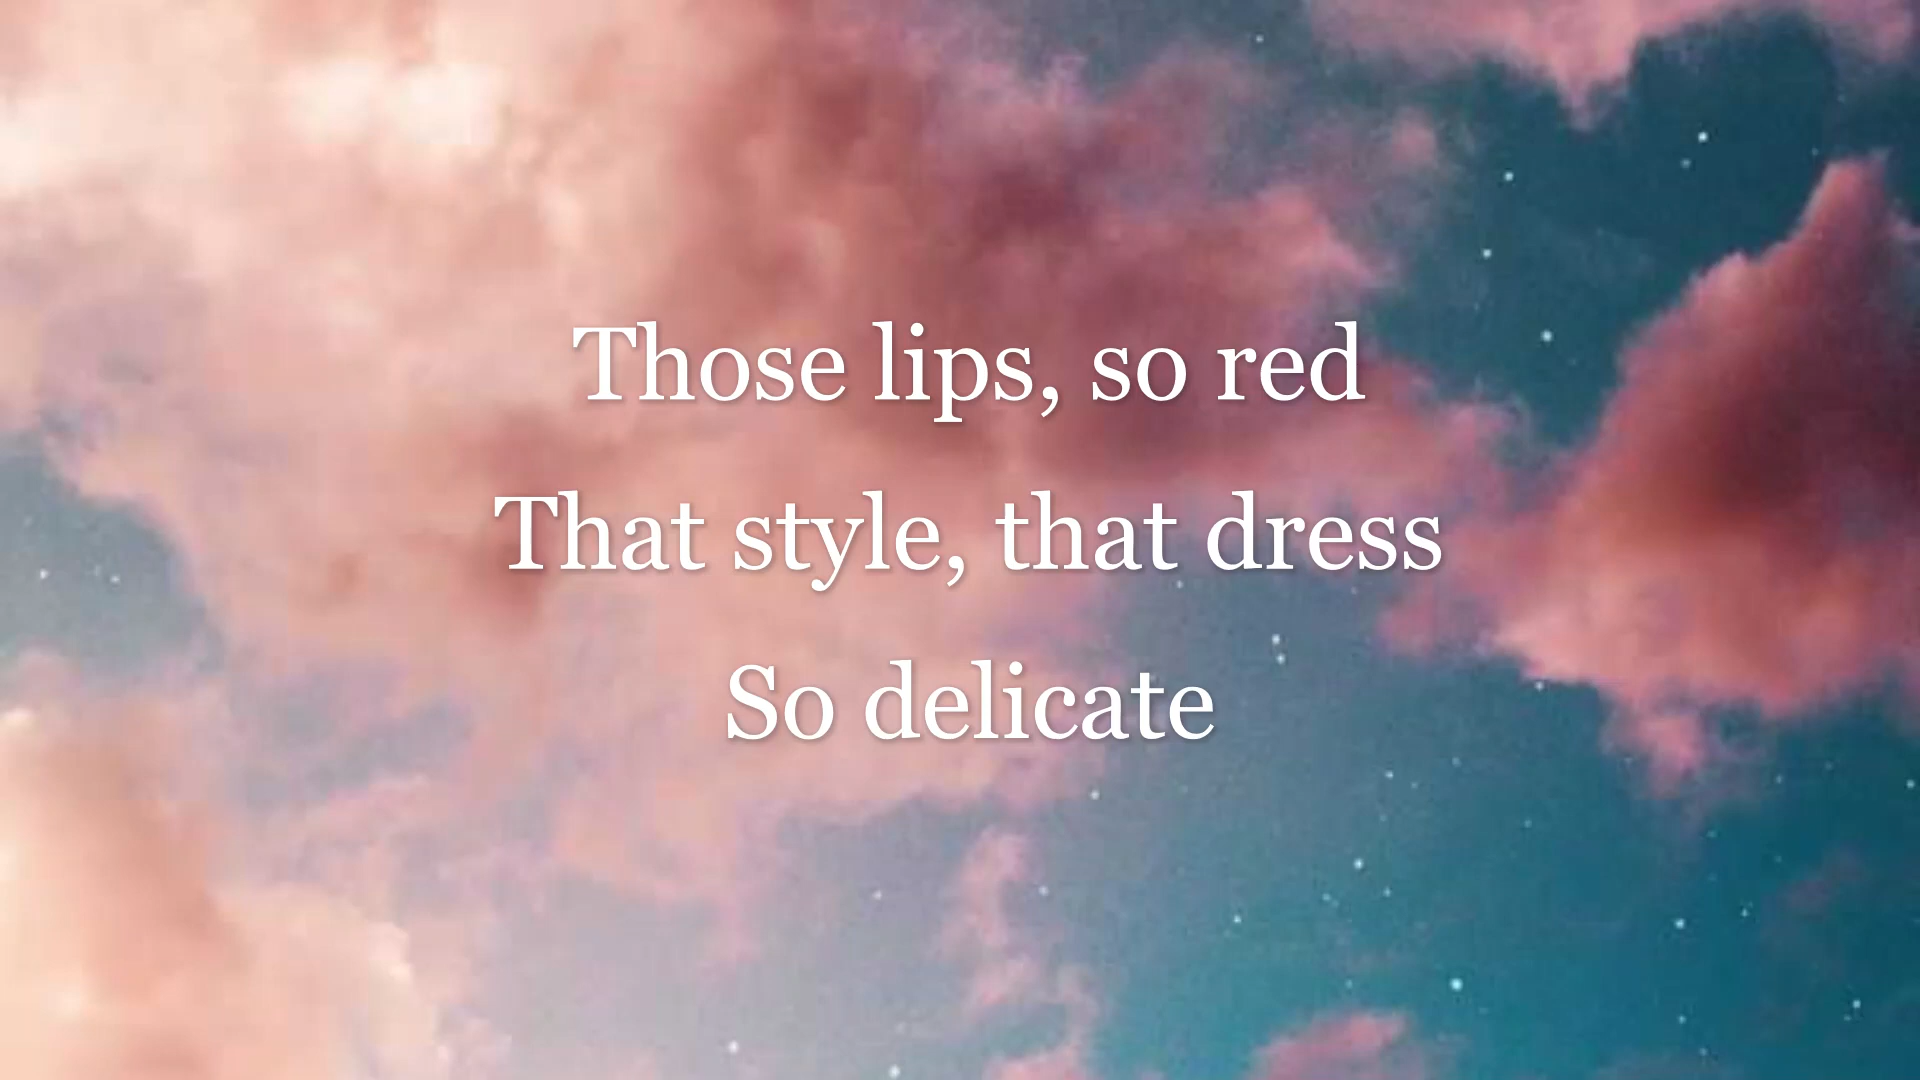 Those lips, so red
That style, that dress
So delicate